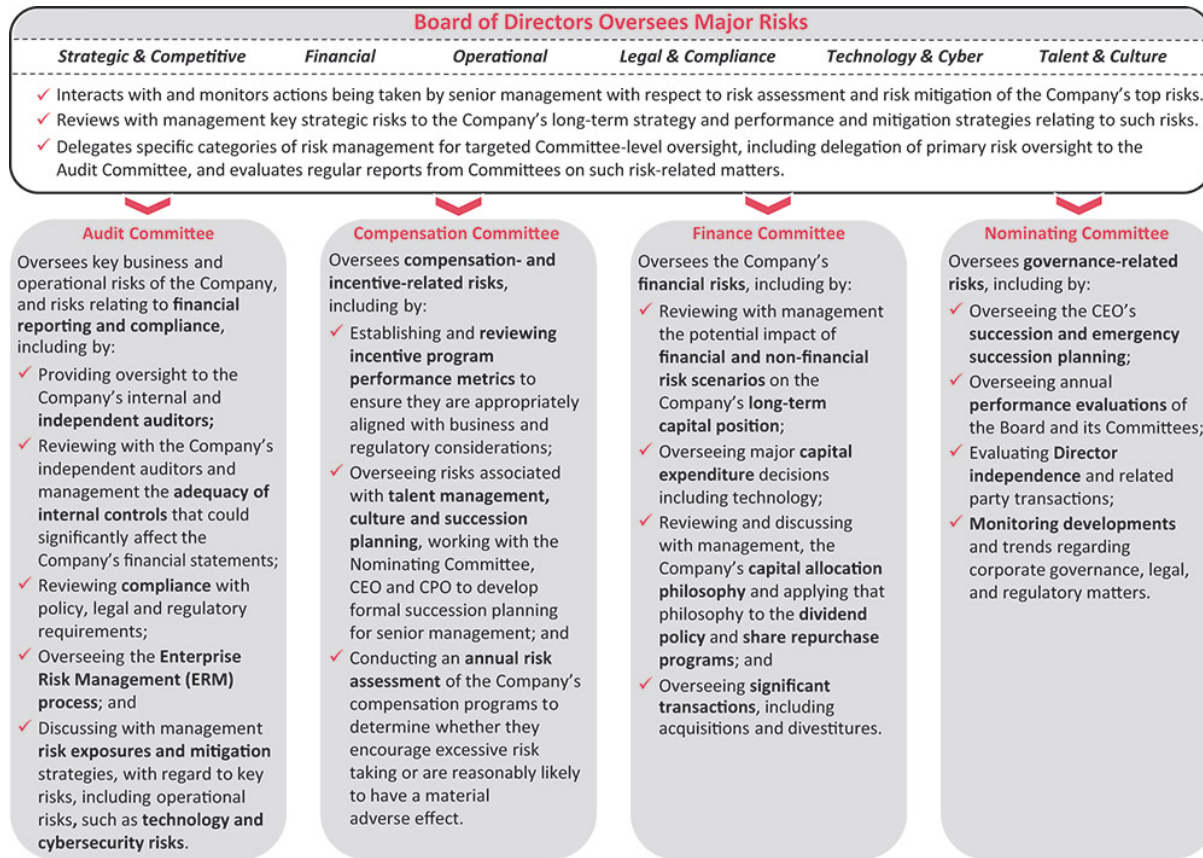 Board of Directors Oversees Major Risks
Strategic & Competitive Financial Operational Legal & Compliance Technology & Cyber Talent & Culture
✓ Interacts with and monitors actions being taken by senior management with respect to risk assessment and risk mitigation of the Company's top risks.
✓ Reviews with management key strategic risks to the Company's long-term strategy and performance and mitigation strategies relating to such risks.
✓ Delegates specific categories of risk management for targeted Committee-level oversight, including delegation of primary risk oversight to the
Audit Committee, and evaluates regular reports from Committees on such risk-related matters.
Audit Committee
Oversees key business and
operational risks of the Company,
and risks relating to financial
reporting and compliance,
including by:
✓ Providing oversight to the
Company's internal and
independent auditors;
✓ Reviewing with the Company's
independent auditors and
management the adequacy of
internal controls that could
significantly affect the
Company's financial statements;
✓ Reviewing compliance with
policy, legal and regulatory
requirements;
✓ Overseeing the Enterprise
Risk Management (ERM)
process; and
✓ Discussing with management
risk exposures and mitigation
strategies, with regard to key
risks, including operational
risks, such as technology and
cybersecurity risks.
Compensation Committee
Oversees compensation- and
incentive-related risks,
including by:
✓ Establishing and reviewing
incentive program
performance metrics to
ensure they are appropriately
aligned with business and
regulatory considerations;
✓ Overseeing risks associated
with talent management,
culture and succession
planning, working with the
Nominating Committee,
CEO and CPO to develop
formal succession planning
for senior management; and
✓ Conducting an annual risk
assessment of the Company's
compensation programs to
determine whether they
encourage excessive risk
taking or are reasonably likely
to have a material
adverse effect.
Finance Committee
Oversees the Company's
financial risks, including by:
✓ Reviewing with management
the potential impact of
financial and non-financial
risk scenarios on the
Company's long-term
capital position;
✓ Overseeing major capital
expenditure decisions
including technology;
✓ Reviewing and discussing
with management, the
Company's capital allocation
philosophy and applying that
philosophy to the dividend
policy and share repurchase
programs; and
✓ Overseeing significant
transactions, including
acquisitions and divestitures.
Nominating Committee
Oversees governance-related
risks, including by:
✓ Overseeing the CEO's
succession and emergency
succession planning;
✓ Overseeing annual
performance evaluations of
the Board and its Committees;
✓ Evaluating Director
independence and related
party transactions;
✓ Monitoring developments
and trends regarding
corporate governance, legal,
and regulatory matters.